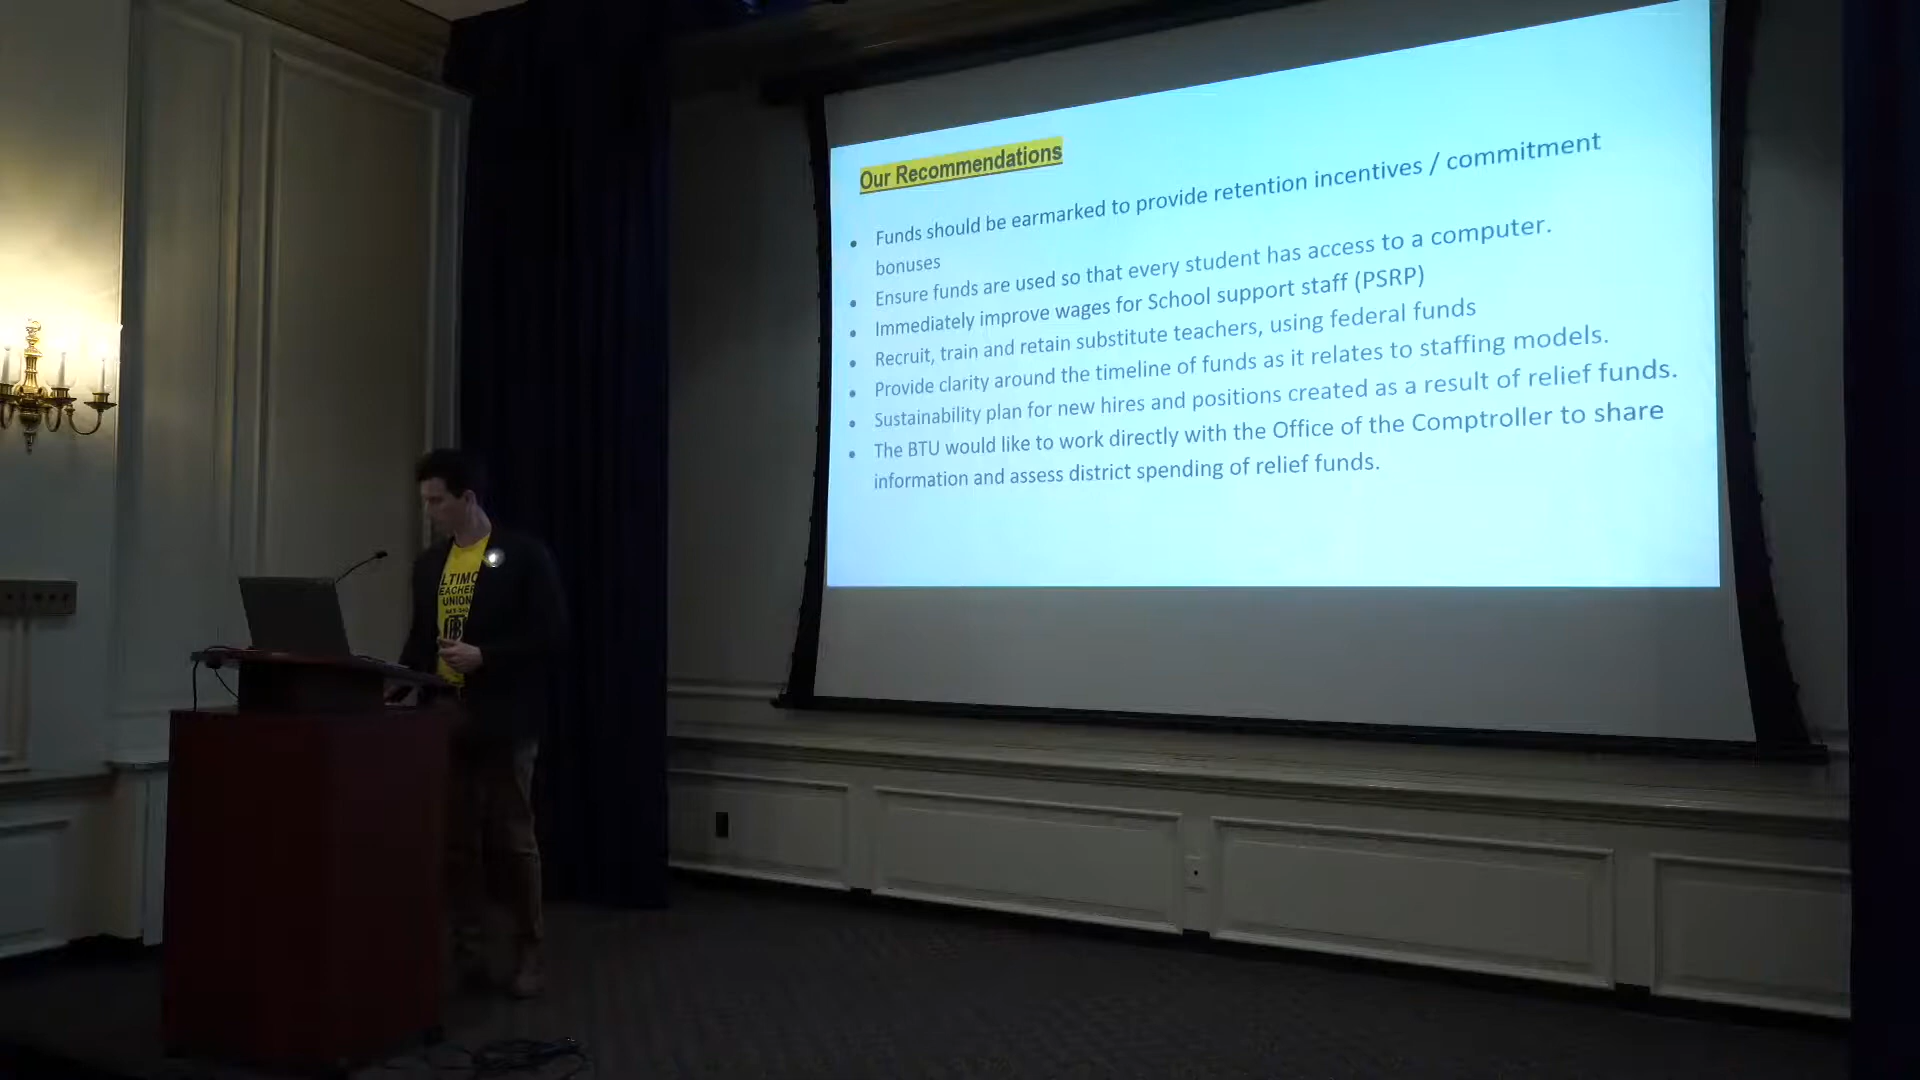 Our Recommendations
• Funds should be earmarked to provide retention incentives / commitment
bonuses
• Ensure funds are used so that every student has access to a computer.
• Immediately improve wages for School support staff (PSRP)
• Recruit, train and retain substitute teachers, using federal funds
• Provide clarity around the timeline of funds as it relates to staffing models.
• Sustainability plan for new hires and positions created as a result of relief funds.
• The BTU would like to work directly with the Office of the Comptroller to share
information and assess district spending of relief funds.
LTIMO
EACHER
UNION